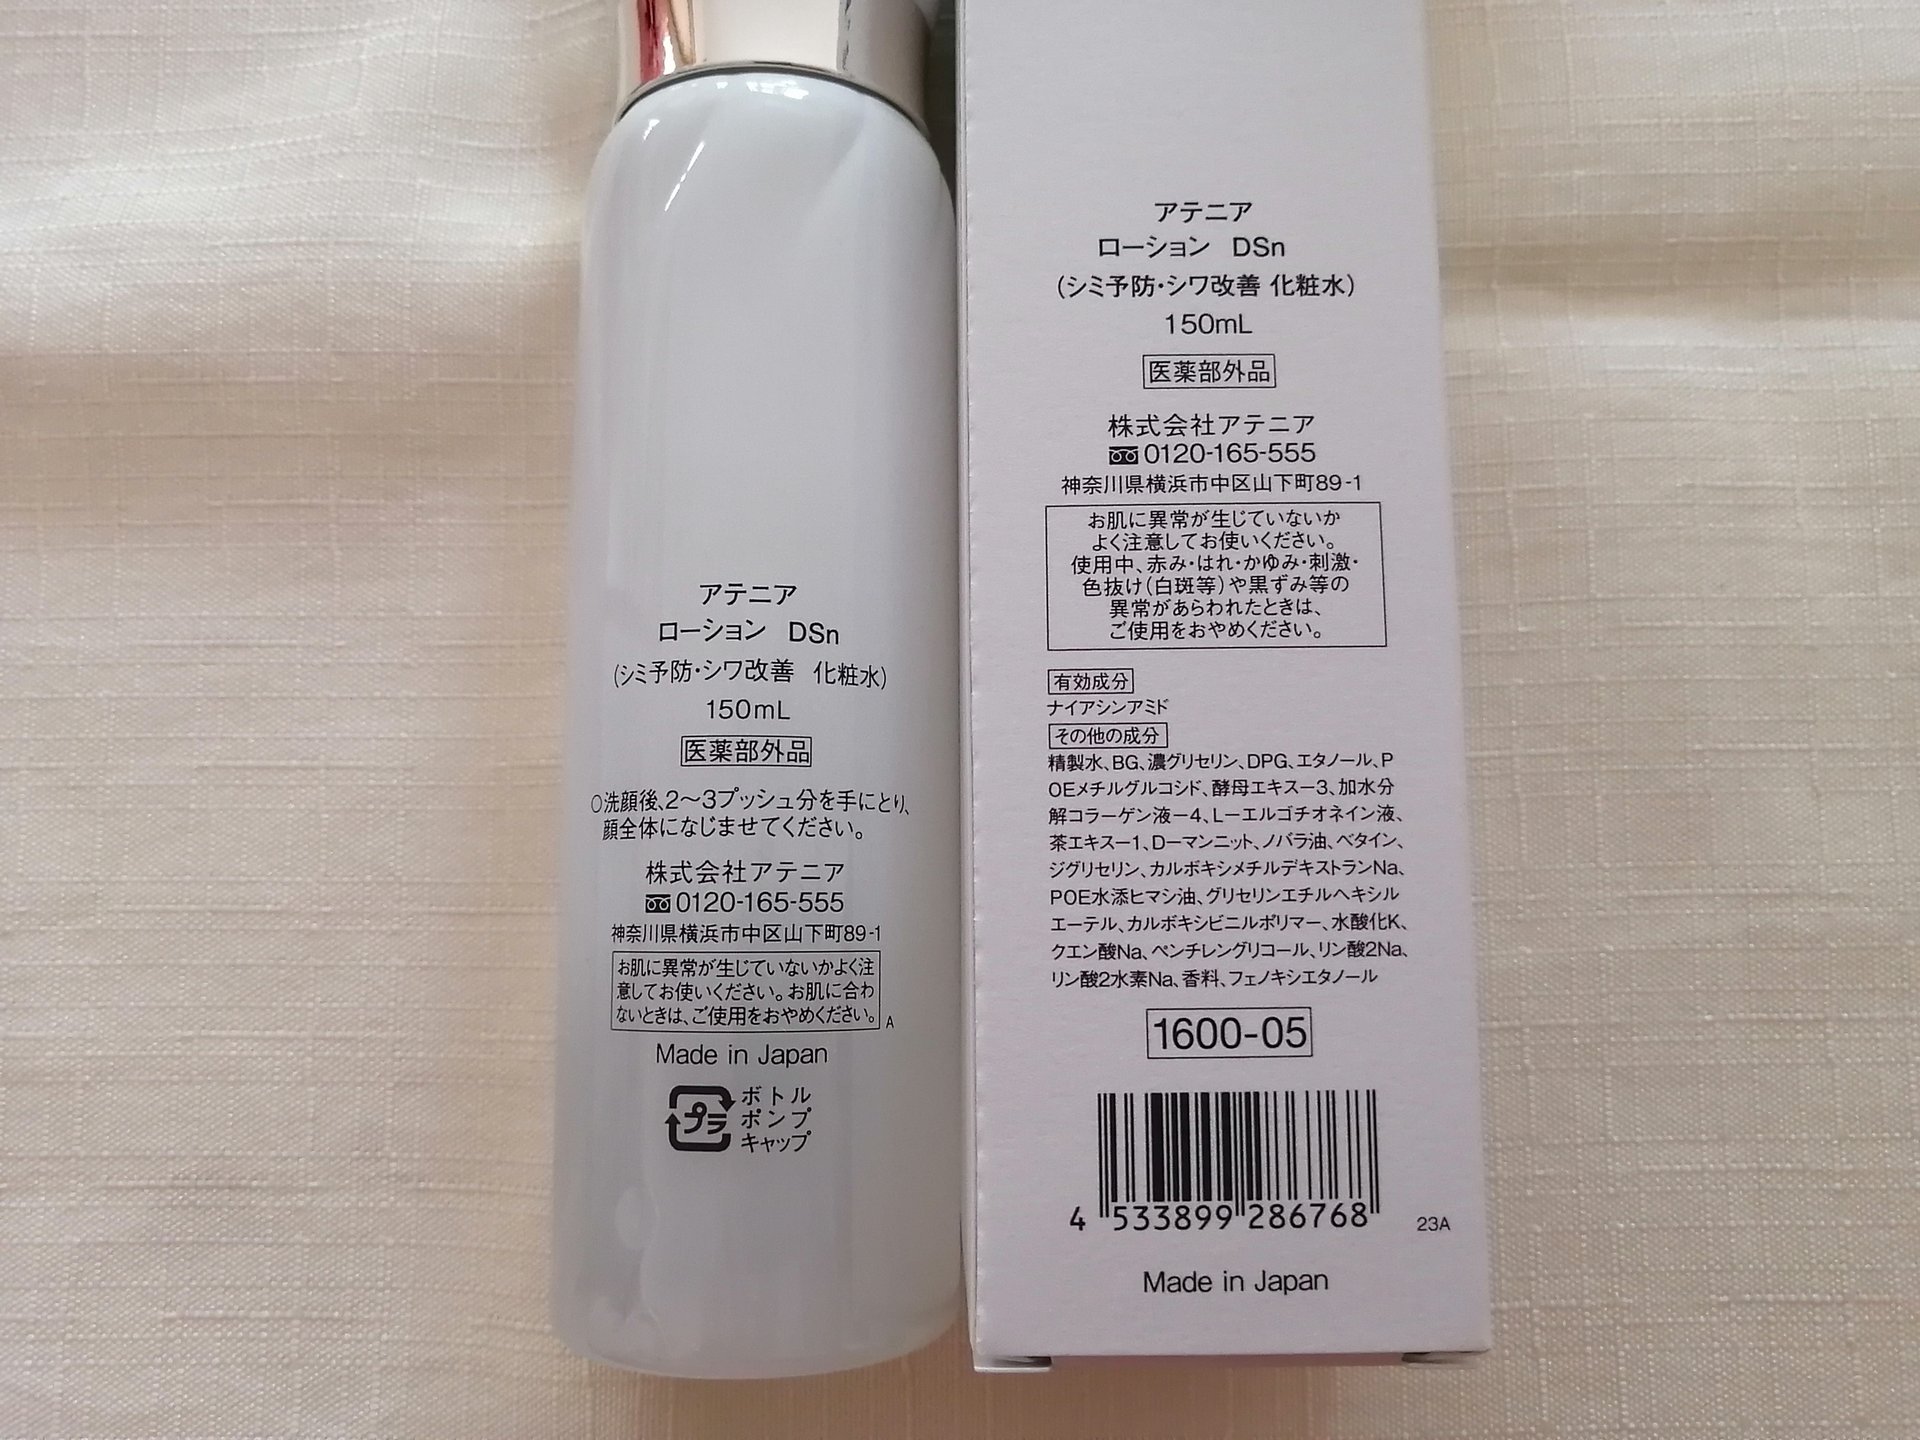 アテニア
ローション DSn
(シミ予防・シワ改善 化粧水)
150mL
医薬部外品
○洗顔後、2〜3プッシュ分を手にとり、
顔全体になじませてください。
株式会社アテニア
0120-165-555
神奈川県横浜市中区山下町89-1
お肌に異常が生じていないかよく注
意してお使いください。お肌に合わ
ないときは、ご使用をおやめください。
A
Made in Japan
プラ
ボトル
ポンプ
キャップ
アテニア
ローション DSn
(シミ予防・シワ改善 化粧水)
150mL
医薬部外品
株式会社アテニア
0120-165-555
神奈川県横浜市中区山下町89-1
お肌に異常が生じていないか
よく注意してお使いください。
使用中、赤み・はれ・かゆみ・刺激・
色抜け(白斑等)や黒ずみ等の
異常があらわれたときは、
ご使用をおやめください。
有効成分
ナイアシンアミド
その他の成分
精製水、BG、濃グリセリン、DPG、エタノール、P
OEメチルグルコシド、酵母エキスー3、加水分
解コラーゲン液ー4、Lーエルゴチオネイン液、
茶エキスー1、Dーマンニット、ノバラ油、ベタイン、
ジグリセリン、カルボキシメチルデキストランNa、
POE水添ヒマシ油、グリセリンエチルヘキシル
エーテル、カルボキシビニルポリマー、水酸化K、
クエン酸Na、ペンチレングリコール、リン酸2Na、
リン酸2水素Na、香料、フェノキシエタノール
1600-05
4 533899 286768
23A
Made in Japan